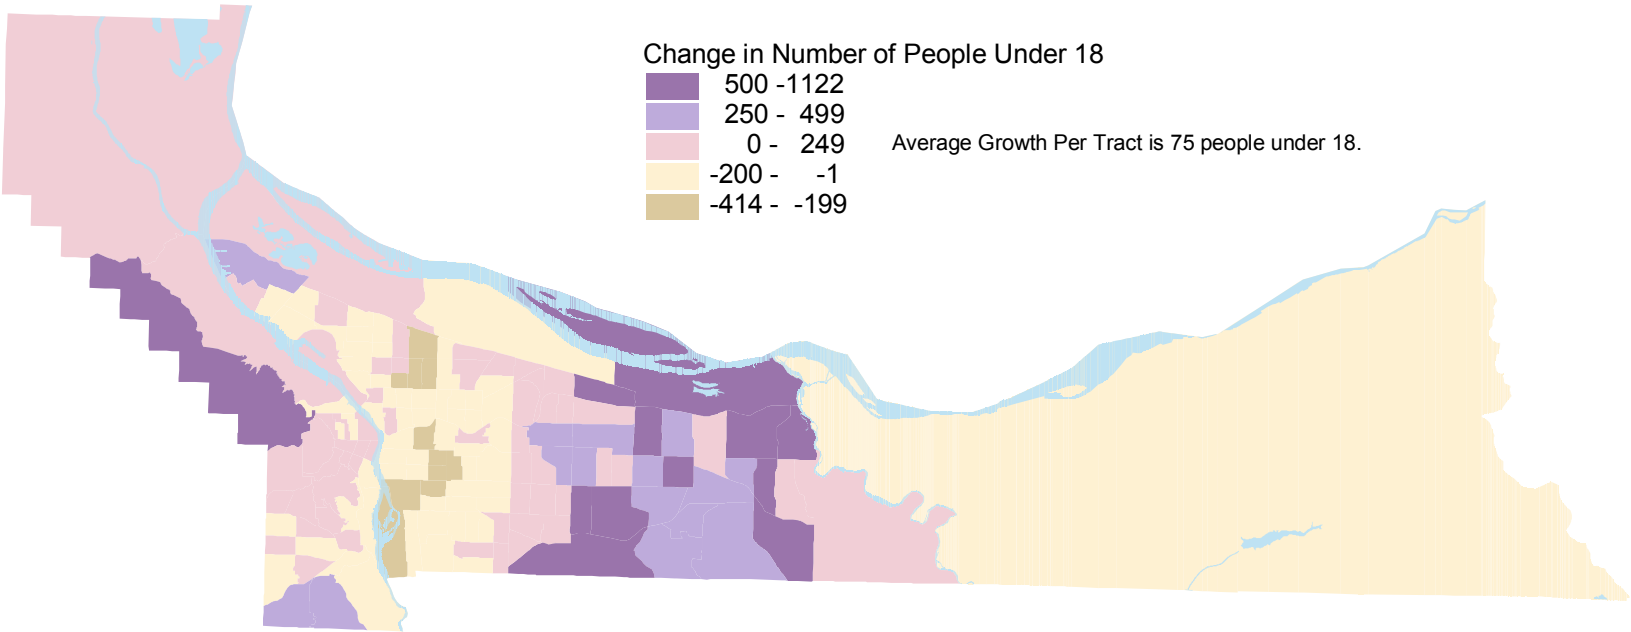 Change in Number of People Under 18
500 -1122
250 - 499
0 - 249
Average Growth Per Tract is 75 people under 18.
-200 - -1
-414 - -199